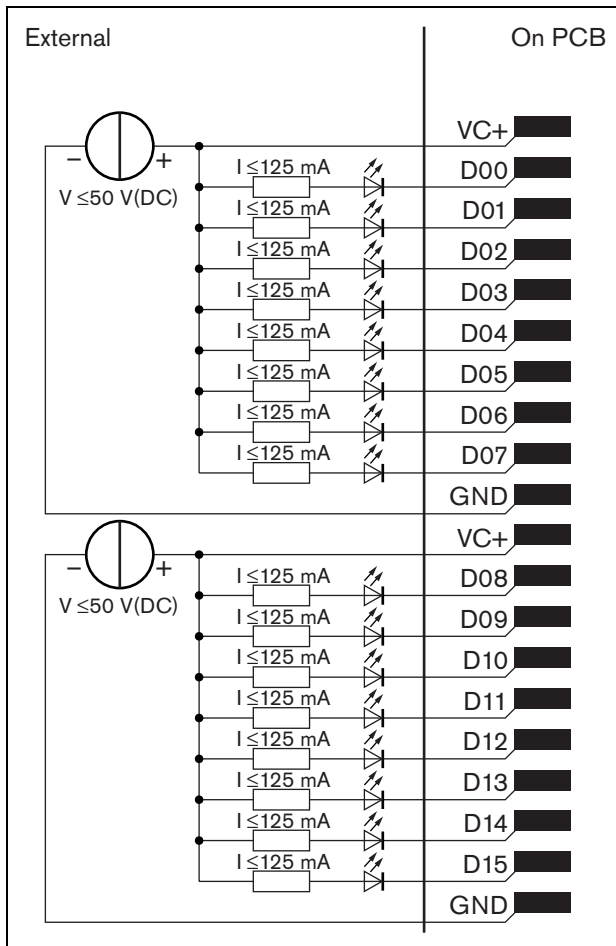 External
On PCB
VC+
− +
V ≤50 V(DC)
I ≤125 mA
D00
I ≤125 mA
D01
I ≤125 mA
D02
I ≤125 mA
D03
I ≤125 mA
D04
I ≤125 mA
D05
I ≤125 mA
D06
I ≤125 mA
D07
GND
VC+
− +
V ≤50 V(DC)
I ≤125 mA
D08
I ≤125 mA
D09
I ≤125 mA
D10
I ≤125 mA
D11
I ≤125 mA
D12
I ≤125 mA
D13
I ≤125 mA
D14
I ≤125 mA
D15
GND